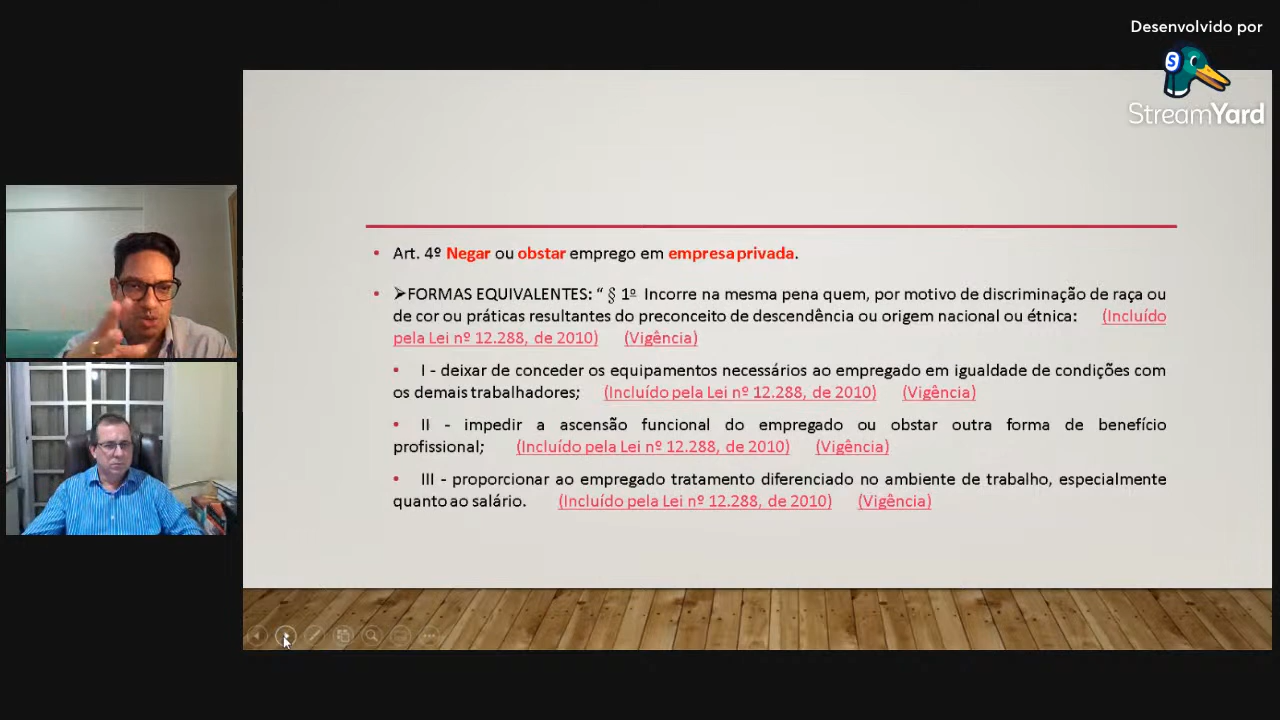 Desenvolvido por
StreamYard
Art. 4º Negar ou obstar emprego em empresa privada.
➢FORMAS EQUIVALENTES: “ § 1º Incorre na mesma pena quem, por motivo de discriminação de raça ou
de cor ou práticas resultantes do preconceito de descendência ou origem nacional ou étnica: (Incluído
pela Lei nº 12.288, de 2010) (Vigência)
I - deixar de conceder os equipamentos necessários ao empregado em igualdade de condições com
os demais trabalhadores; (Incluído pela Lei nº 12.288, de 2010) (Vigência)
II - impedir a ascensão funcional do empregado ou obstar outra forma de benefício
profissional; (Incluído pela Lei nº 12.288, de 2010) (Vigência)
III - proporcionar ao empregado tratamento diferenciado no ambiente de trabalho, especialmente
quanto ao salário. (Incluído pela Lei nº 12.288, de 2010) (Vigência)